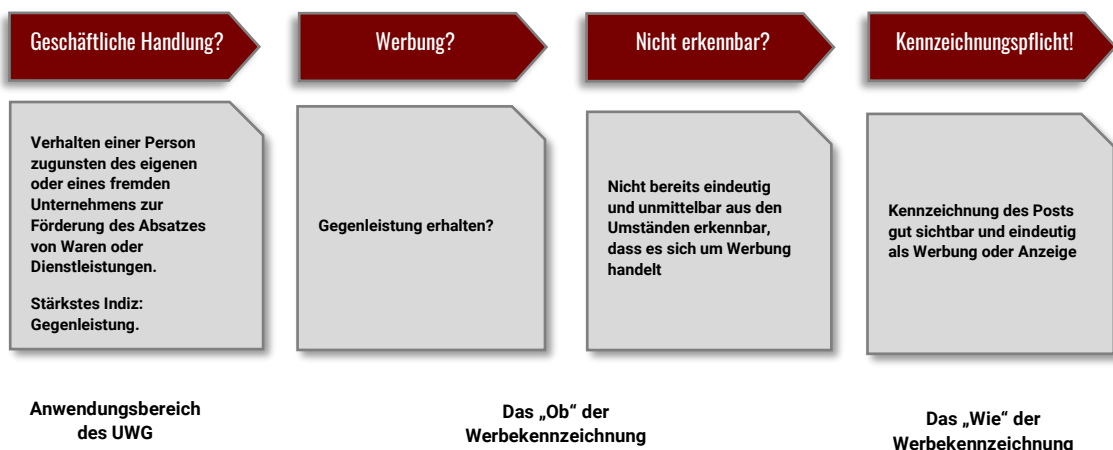 Geschäftliche Handlung?
Werbung?
Nicht erkennbar?
Kennzeichnungspflicht!
Verhalten einer Person
zugunsten des eigenen
oder eines fremden
Unternehmens zur
Förderung des Absatzes
von Waren oder
Dienstleistungen.
Stärkstes Indiz:
Gegenleistung.
Gegenleistung erhalten?
Nicht bereits eindeutig
und unmittelbar aus den
Umständen erkennbar,
dass es sich um Werbung
handelt
Kennzeichnung des Posts
gut sichtbar und eindeutig
als Werbung oder Anzeige
Anwendungsbereich
des UWG
Das „Ob“ der
Werbekennzeichnung
Das „Wie“ der
Werbekennzeichnung